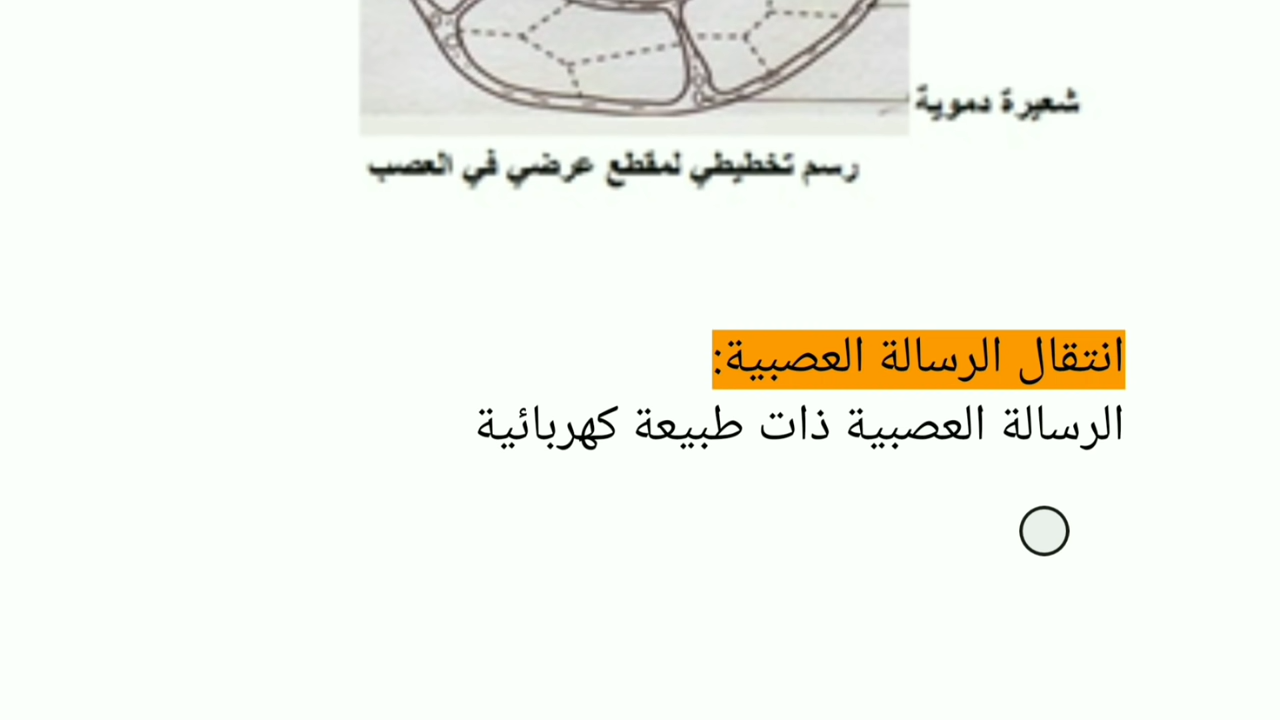 شعيرة دموية
رسم تخطيطي لمقطع عرضي في العصب
انتقال الرسالة العصبية:
الرسالة العصبية ذات طبيعة كهربائية